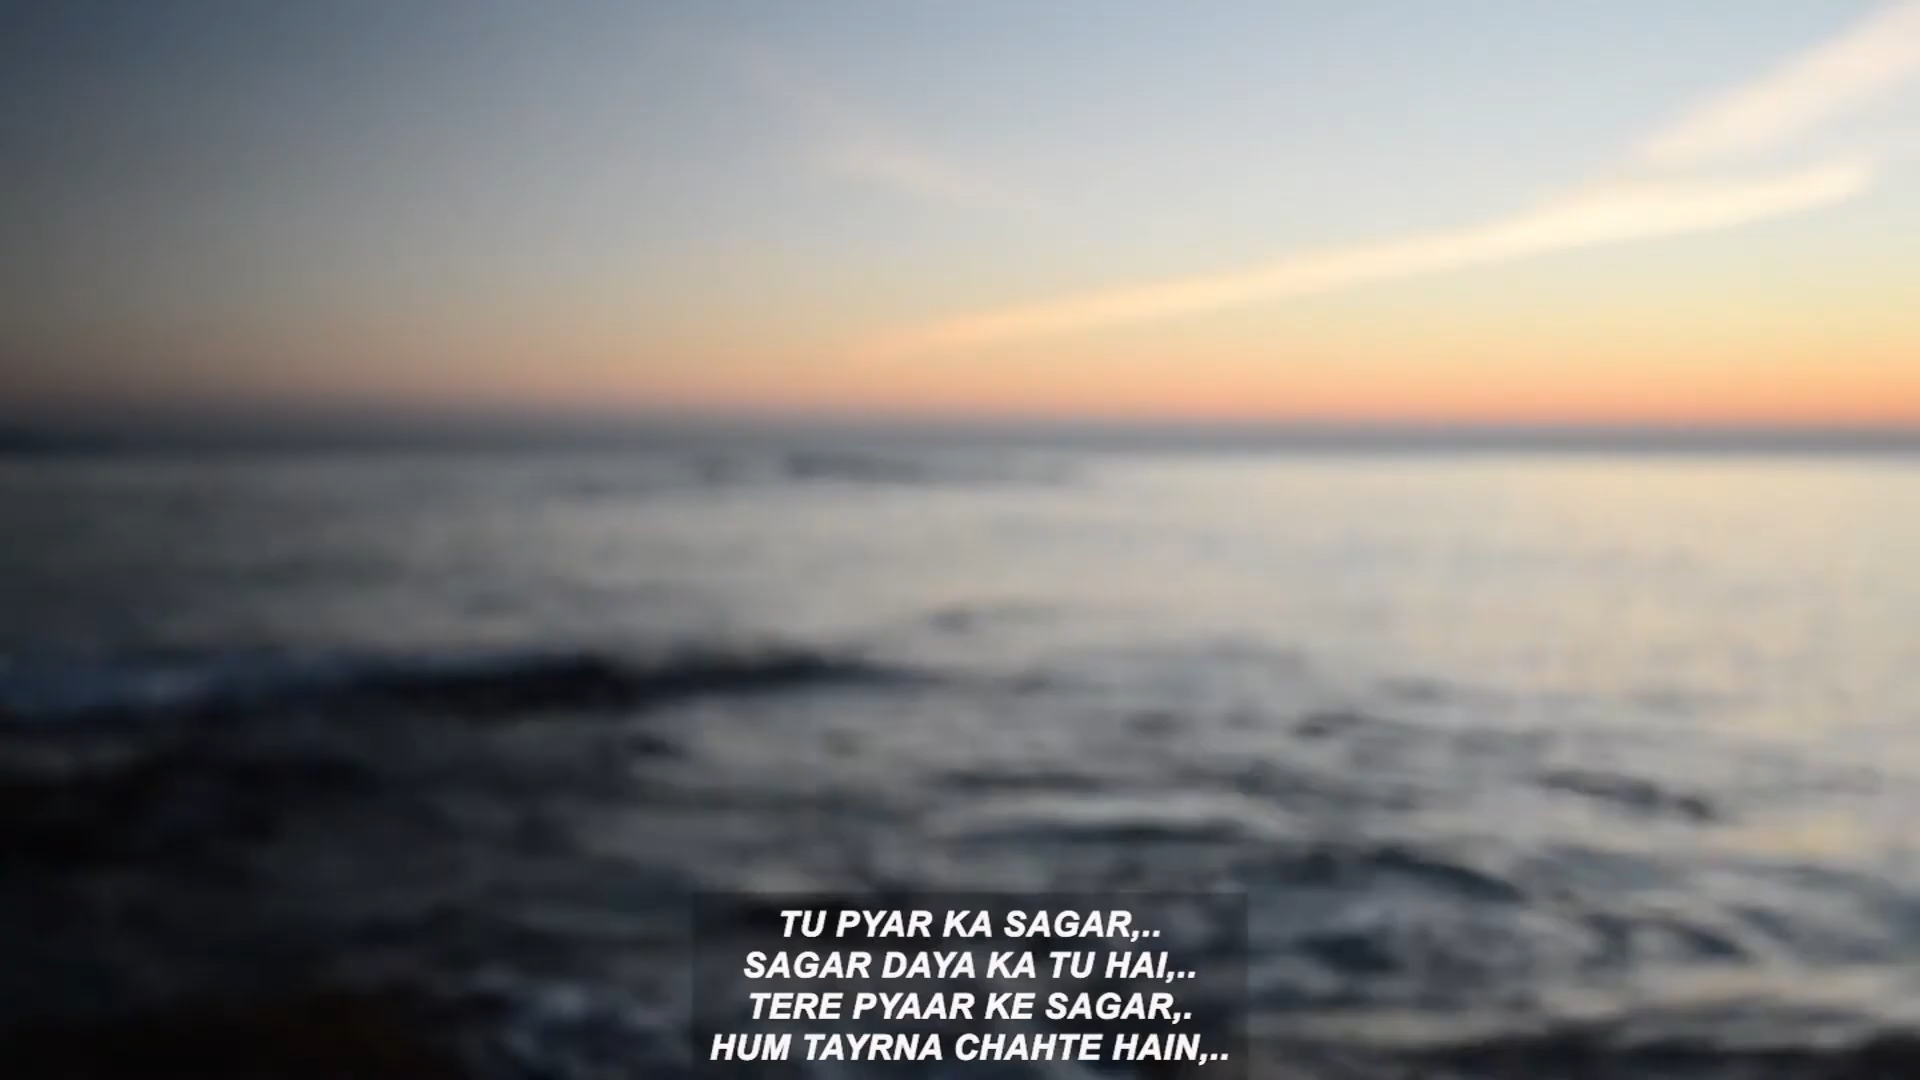 TU PYAR KA SAGAR,..
SAGAR DAYA KA TU HAI,..
TERE PYAAR KE SAGAR,.
HUM TAYRNA CHAHTE HAIN,..